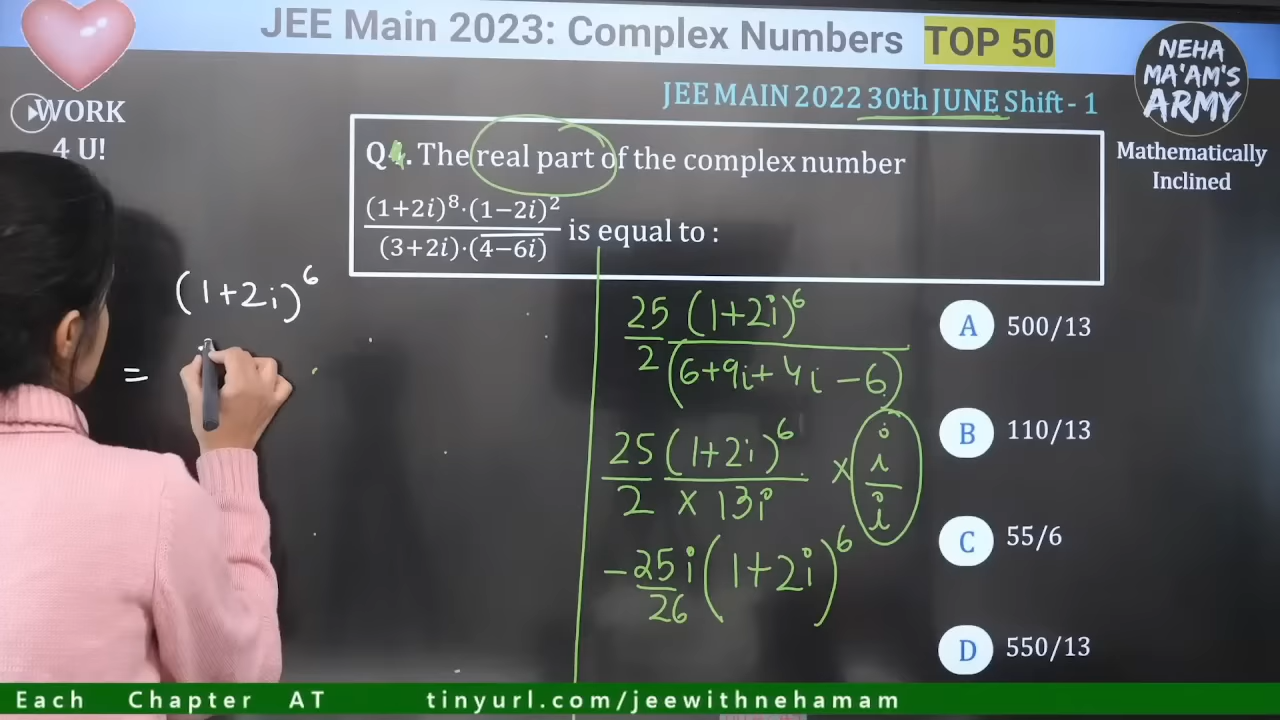 JEE Main 2023: Complex Numbers TOP 50
WORK
4 U!
NEHA
MA'AM'S
ARMY
Mathematically
Inclined
JEE MAIN 2022 30th JUNE Shift - 1
Q4. The real part of the complex number
(1+2i)⁸·(1−2i)²
(3+2i)·(4−6i)
is equal to :
(1+2i)⁶
=
25/2 (1+2i)⁶
(6+9i+4i−6)
25/2 (1+2i)⁶ × i/i
× 13i
-25/26 i (1+2i)⁶
A 500/13
B 110/13
C 55/6
D 550/13
Each Chapter AT tinyurl.com/jeewithnehamam